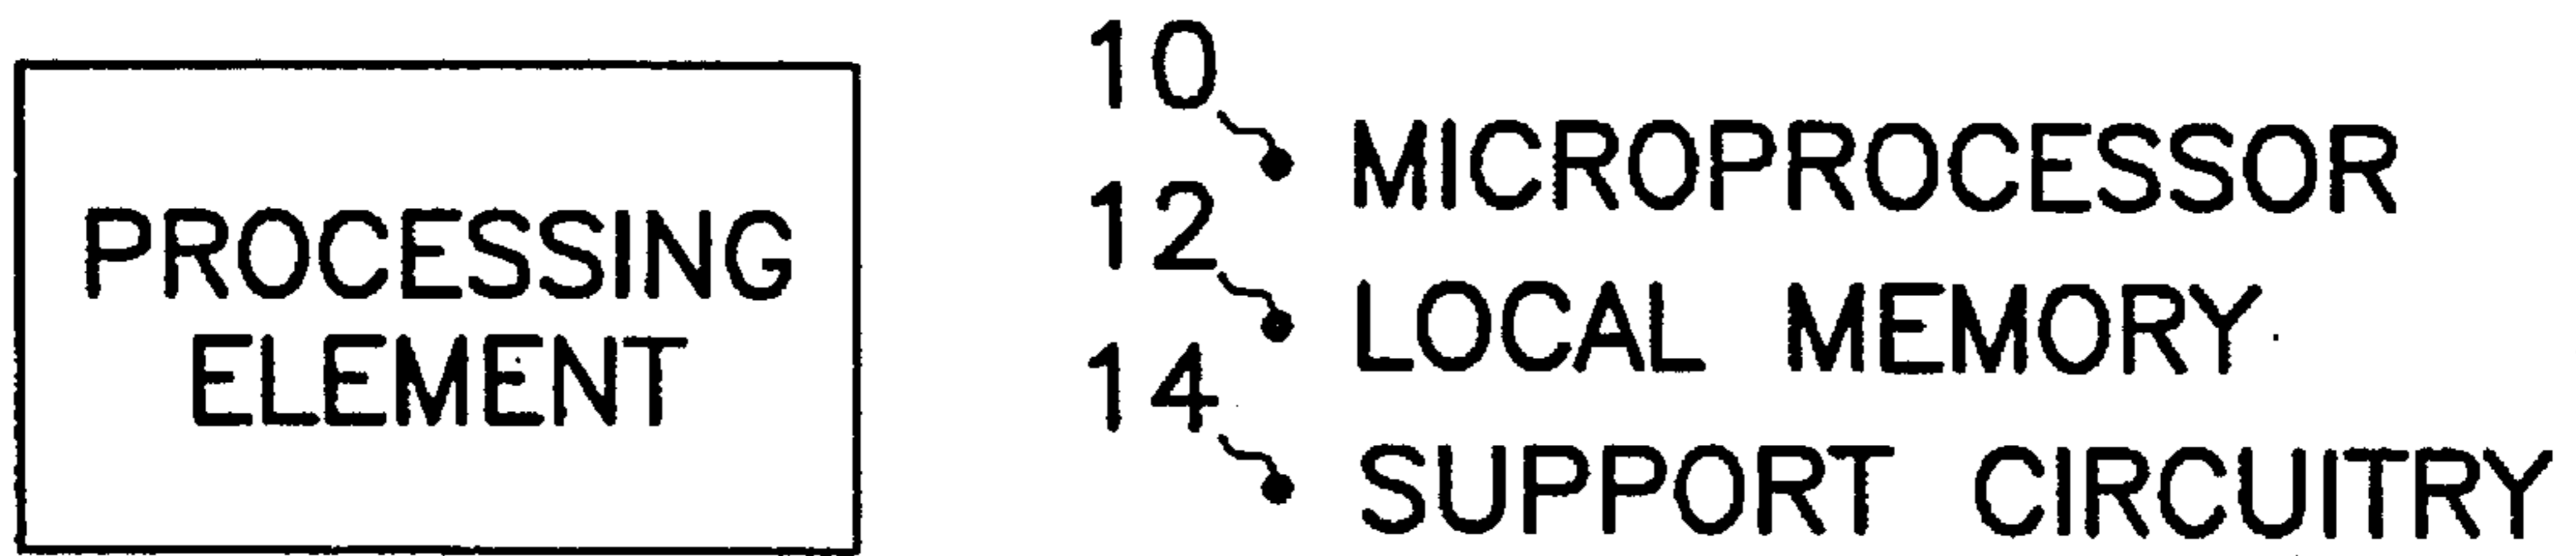 PROCESSING
ELEMENT
10
MICROPROCESSOR
12
LOCAL MEMORY
14
SUPPORT CIRCUITRY